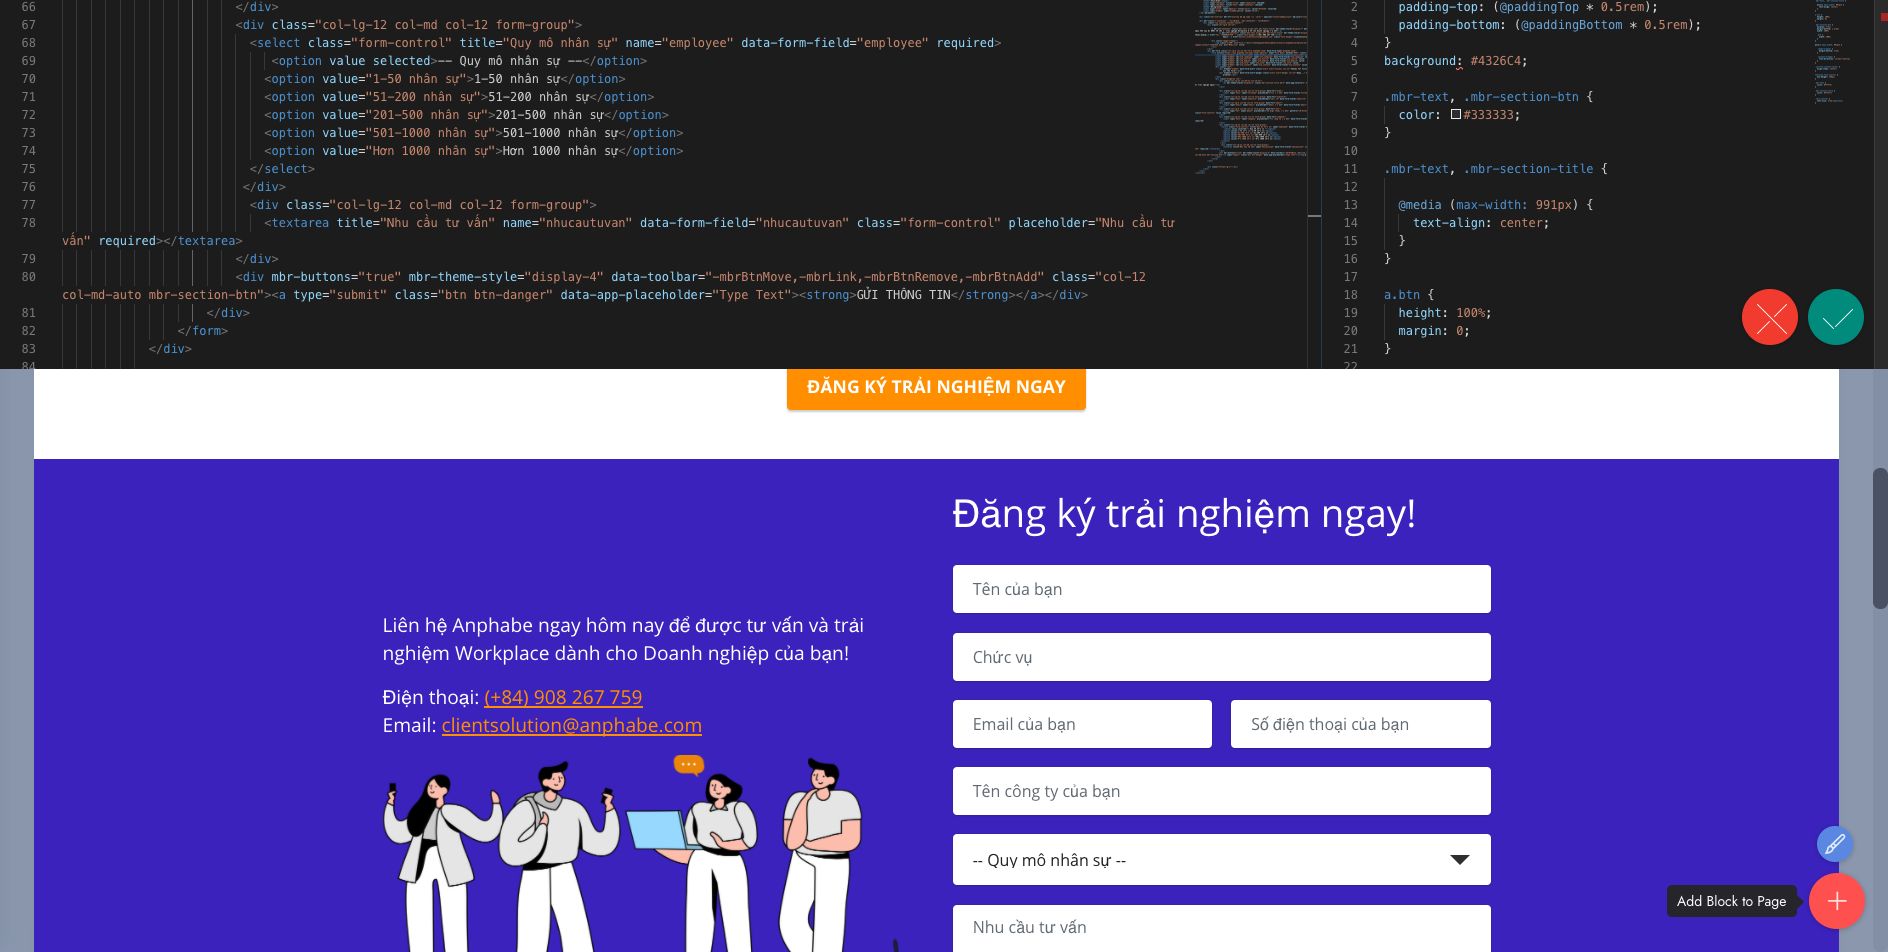 66 </div>
67 <div class="col-lg-12 col-md col-12 form-group">
68 <select class="form-control" title="Quy mô nhân sự" name="employee" data-form-field="employee" required>
69 <option value selected>-- Quy mô nhân sự --</option>
70 <option value="1-50 nhân sự">1-50 nhân sự</option>
71 <option value="51-200 nhân sự">51-200 nhân sự</option>
72 <option value="201-500 nhân sự">201-500 nhân sự</option>
73 <option value="501-1000 nhân sự">501-1000 nhân sự</option>
74 <option value="Hơn 1000 nhân sự">Hơn 1000 nhân sự</option>
75 </select>
76 </div>
77 <div class="col-lg-12 col-md col-12 form-group">
78 <textarea title="Nhu cầu tư vấn" name="nhucautuvan" data-form-field="nhucautuvan" class="form-control" placeholder="Nhu cầu tư
vấn" required></textarea>
79 </div>
80 <div mbr-buttons="true" mbr-theme-style="display-4" data-toolbar="-mbrBtnMove,-mbrLink,-mbrBtnRemove,-mbrBtnAdd" class="col-12
col-md-auto mbr-section-btn"><a type="submit" class="btn btn-danger" data-app-placeholder="Type Text"><strong>GỬI THÔNG TIN</strong></a></div>
81 </div>
82 </form>
83 </div>
84
2 padding-top: (@paddingTop * 0.5rem);
3 padding-bottom: (@paddingBottom * 0.5rem);
4 }
5 background: #4326C4;
6
7 .mbr-text, .mbr-section-btn {
8 color: #333333;
9 }
10
11 .mbr-text, .mbr-section-title {
12
13 @media (max-width: 991px) {
14 text-align: center;
15 }
16 }
17
18 a.btn {
19 height: 100%;
20 margin: 0;
21 }
22
ĐĂNG KÝ TRẢI NGHIỆM NGAY
Liên hệ Anphabe ngay hôm nay để được tư vấn và trải
nghiệm Workplace dành cho Doanh nghiệp của bạn!
Điện thoại: (+84) 908 267 759
Email: clientsolution@anphabe.com
Đăng ký trải nghiệm ngay!
Tên của bạn
Chức vụ
Email của bạn
Số điện thoại của bạn
Tên công ty của bạn
-- Quy mô nhân sự --
Nhu cầu tư vấn
Add Block to Page